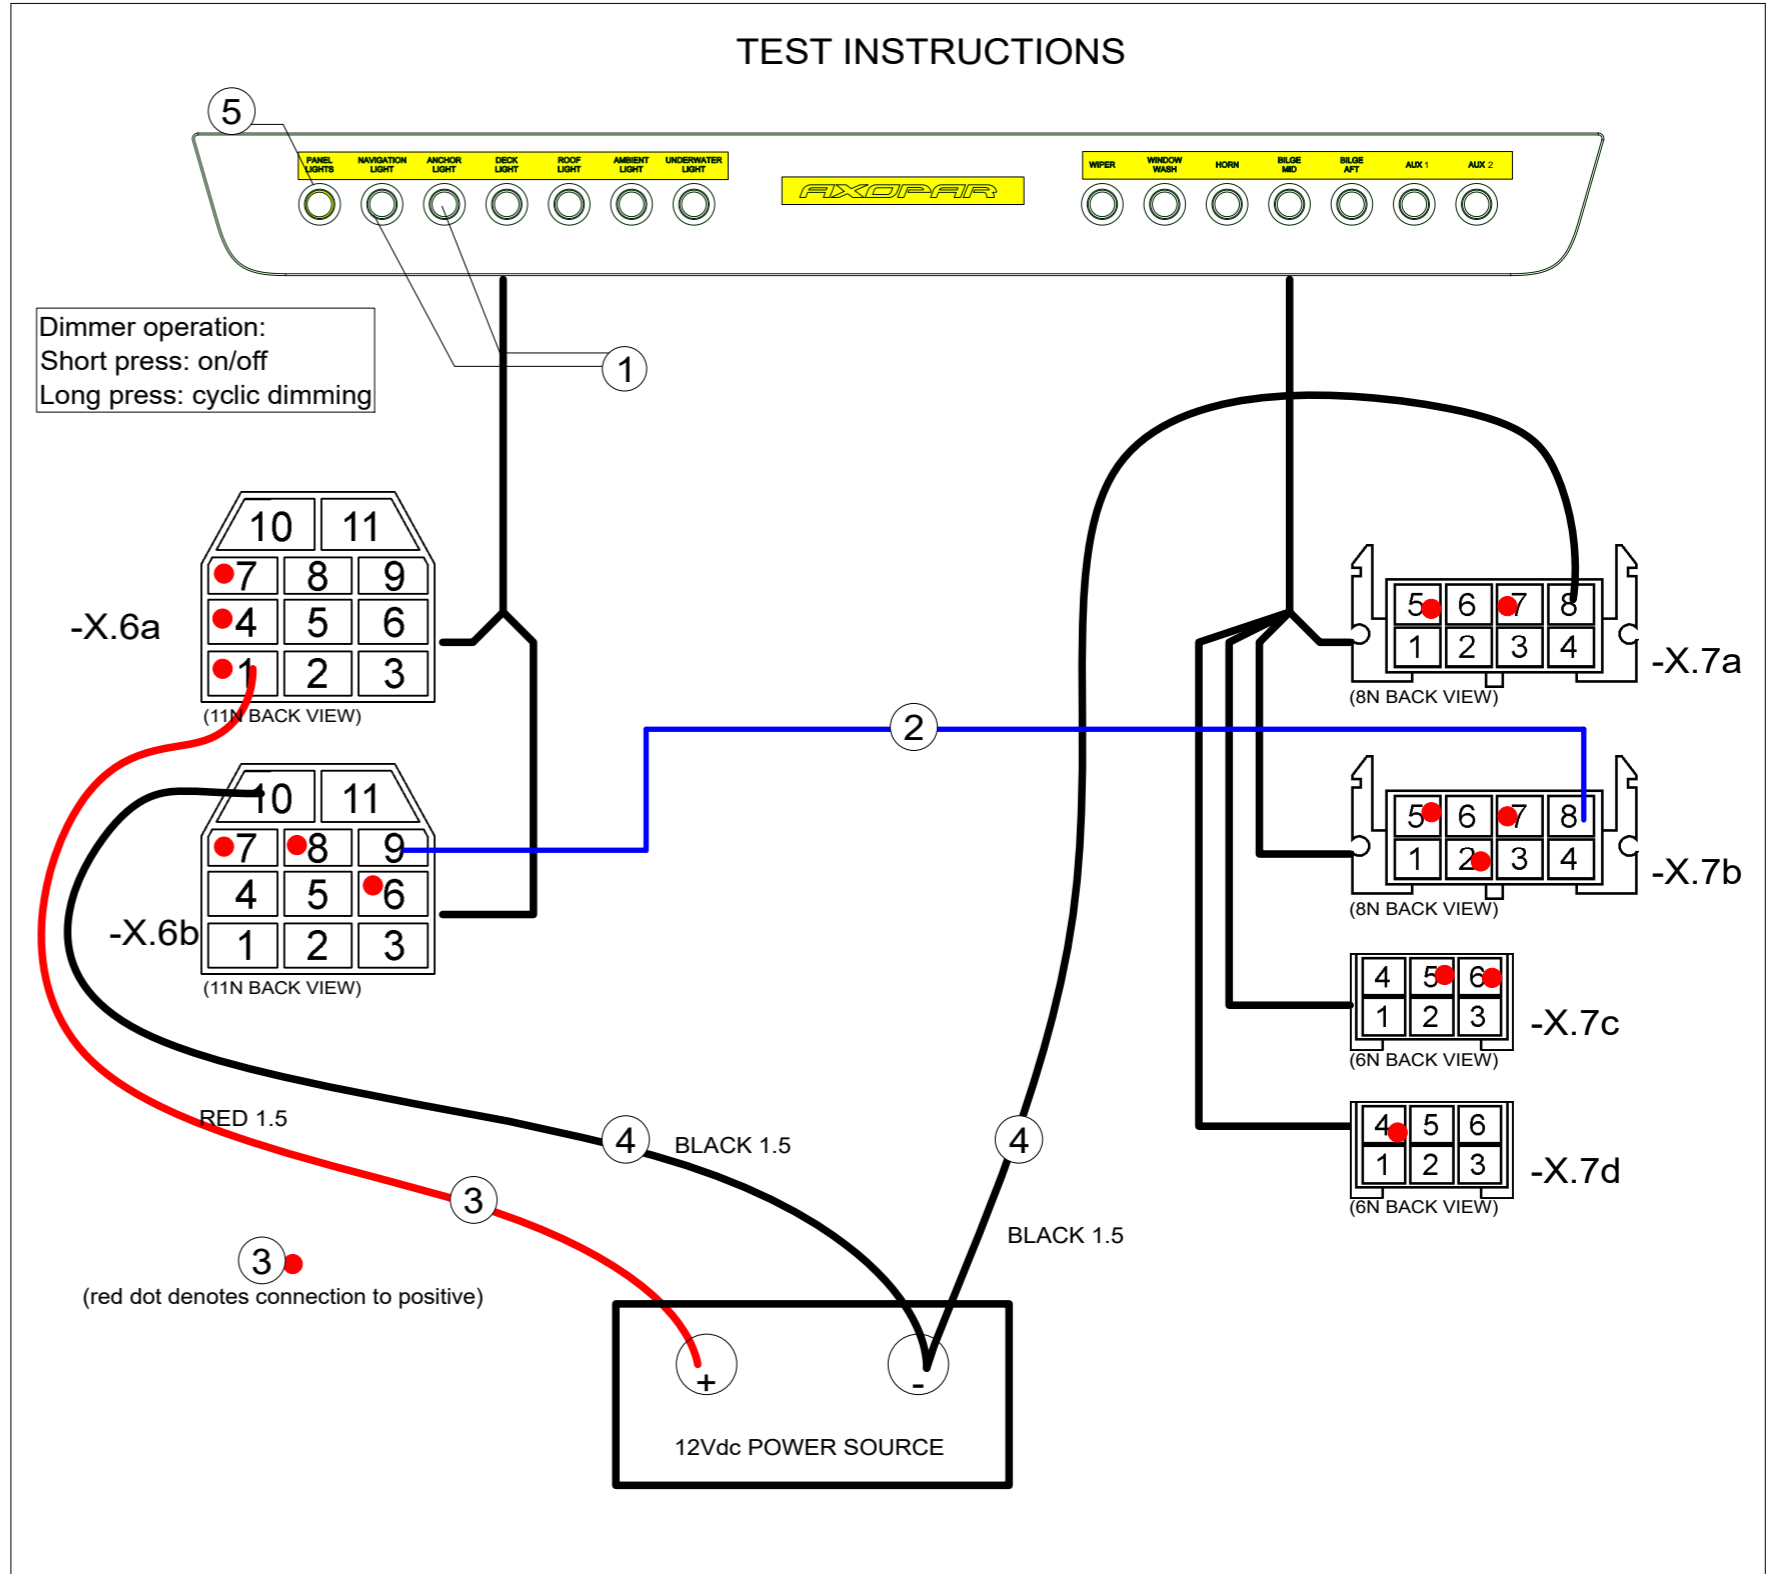 TEST INSTRUCTIONS
5
PANEL LIGHTS
NAVIGATION LIGHT
ANCHOR LIGHT
DECK LIGHT
ROOF LIGHT
AMBIENT LIGHT
UNDERWATER LIGHT
AXOPAR
WIPER
WINDOW WASH
HORN
BILGE MID
BILGE AFT
AUX 1
AUX 2
Dimmer operation:
Short press: on/off
Long press: cyclic dimming
1
10 11
7 8 9
4 5 6
1 2 3
-X.6a
(11N BACK VIEW)
5 6 7 8
1 2 3 4
-X.7a
(8N BACK VIEW)
2
10 11
7 8 9
4 5 6
1 2 3
-X.6b
(11N BACK VIEW)
5 6 7 8
1 2 3 4
-X.7b
(8N BACK VIEW)
4 5 6
1 2 3
-X.7c
(6N BACK VIEW)
4 5 6
1 2 3
-X.7d
(6N BACK VIEW)
RED 1.5
4
BLACK 1.5
4
3
BLACK 1.5
3
(red dot denotes connection to positive)
+
-
12Vdc POWER SOURCE